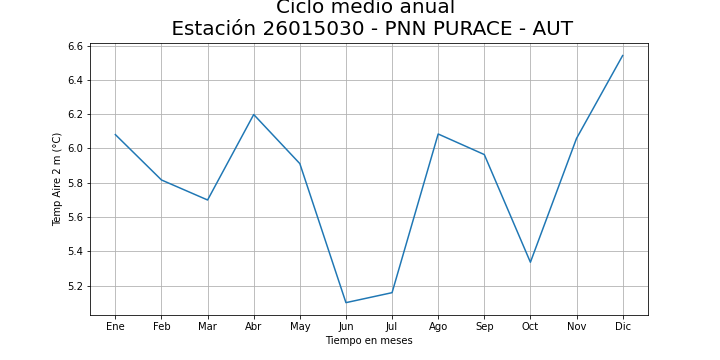 Ciclo medio anual
Estación 26015030 - PNN PURACE - AUT
6.6
6.4
6.2
6.0
5.8
5.6
5.4
5.2
Temp Aire 2 m (°C)
Ene Feb Mar Abr May Jun Jul Ago Sep Oct Nov Dic
Tiempo en meses